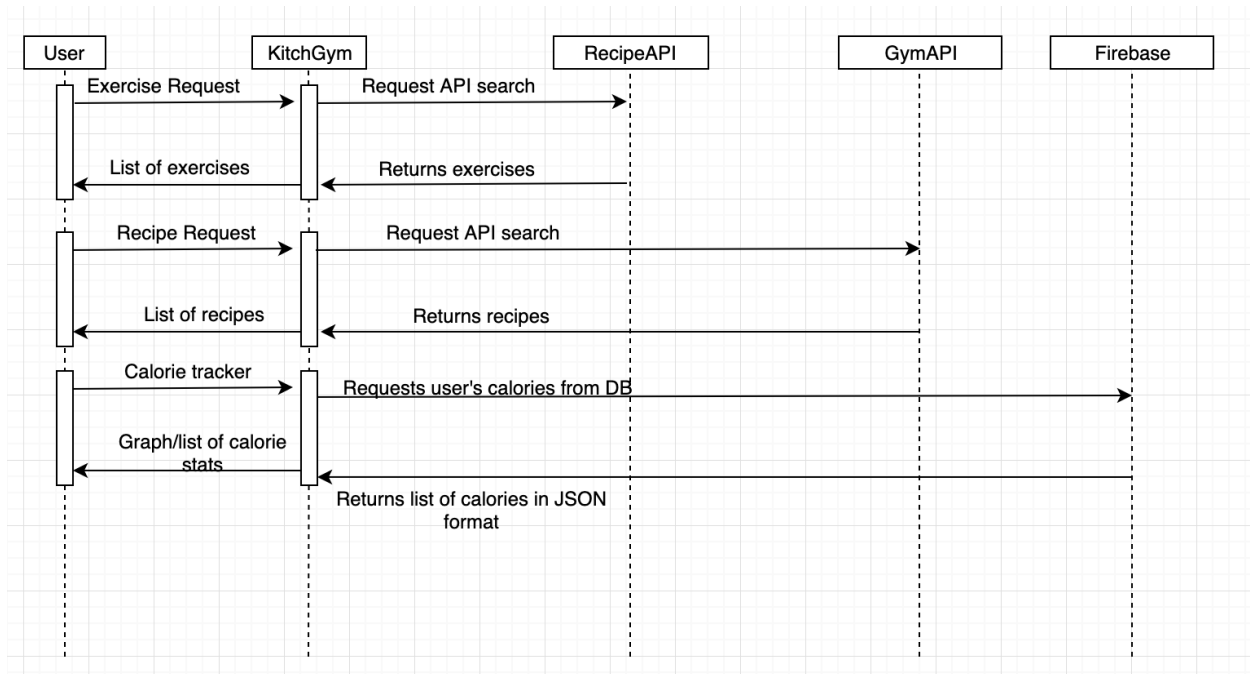 User
KitchGym
RecipeAPI
GymAPI
Firebase
Exercise Request
Request API search
List of exercises
Returns exercises
Recipe Request
Request API search
List of recipes
Returns recipes
Calorie tracker
Requests user's calories from DB
Graph/list of calorie
stats
Returns list of calories in JSON
format